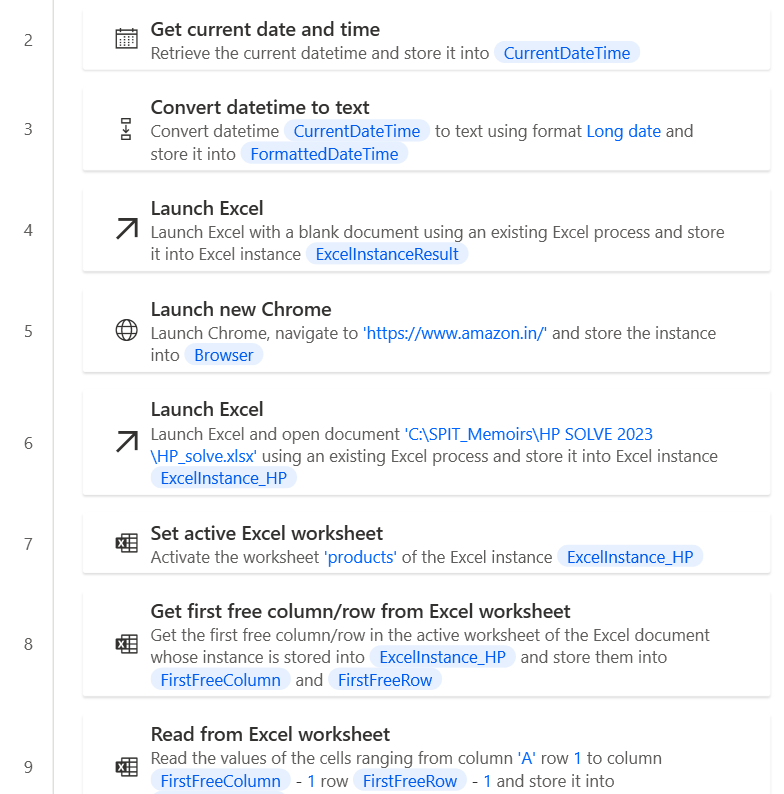 2
Get current date and time
Retrieve the current datetime and store it into CurrentDateTime
3
Convert datetime to text
Convert datetime CurrentDateTime to text using format Long date and
store it into FormattedDateTime
4
Launch Excel
Launch Excel with a blank document using an existing Excel process and store
it into Excel instance ExcelInstanceResult
5
Launch new Chrome
Launch Chrome, navigate to 'https://www.amazon.in/' and store the instance
into Browser
6
Launch Excel
Launch Excel and open document 'C:\SPIT_Memoirs\HP SOLVE 2023
\HP_solve.xlsx' using an existing Excel process and store it into Excel instance
ExcelInstance_HP
7
Set active Excel worksheet
Activate the worksheet 'products' of the Excel instance ExcelInstance_HP
8
Get first free column/row from Excel worksheet
Get the first free column/row in the active worksheet of the Excel document
whose instance is stored into ExcelInstance_HP and store them into
FirstFreeColumn and FirstFreeRow
9
Read from Excel worksheet
Read the values of the cells ranging from column 'A' row 1 to column
FirstFreeColumn - 1 row FirstFreeRow - 1 and store it into